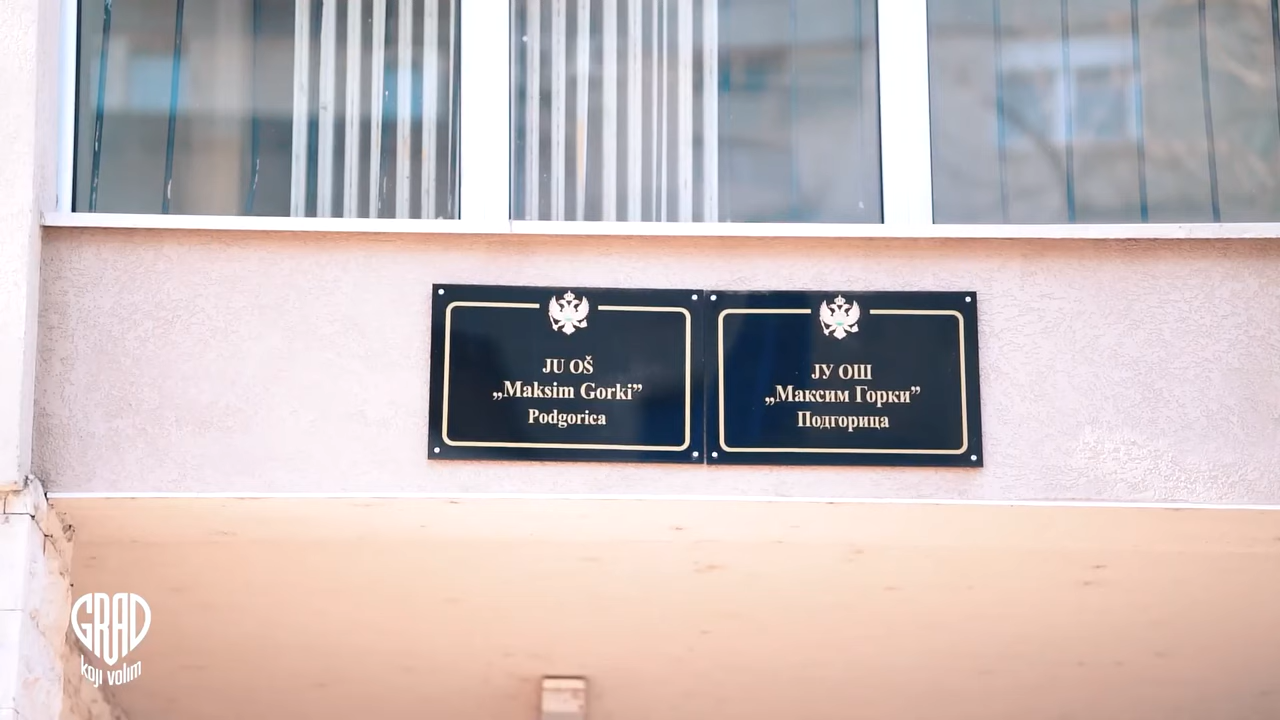 JU OŠ
„Maksim Gorki”
Podgorica
ЈУ ОШ
„Максим Горки”
Подгорица
GRAD
koji volim